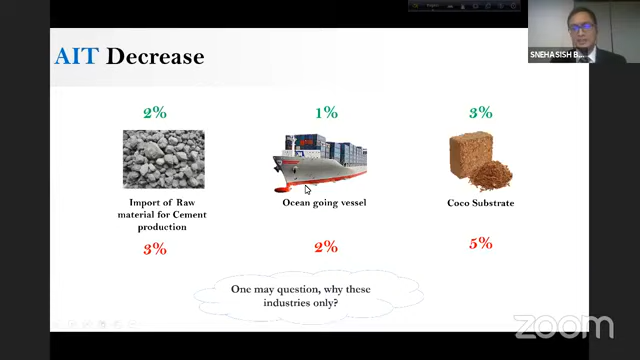 AIT Decrease
SNEHASISH B...
2%
1%
3%
Import of Raw
material for Cement
production
Ocean going vessel
Coco Substrate
3%
2%
5%
One may question, why these
industries only?
zoom